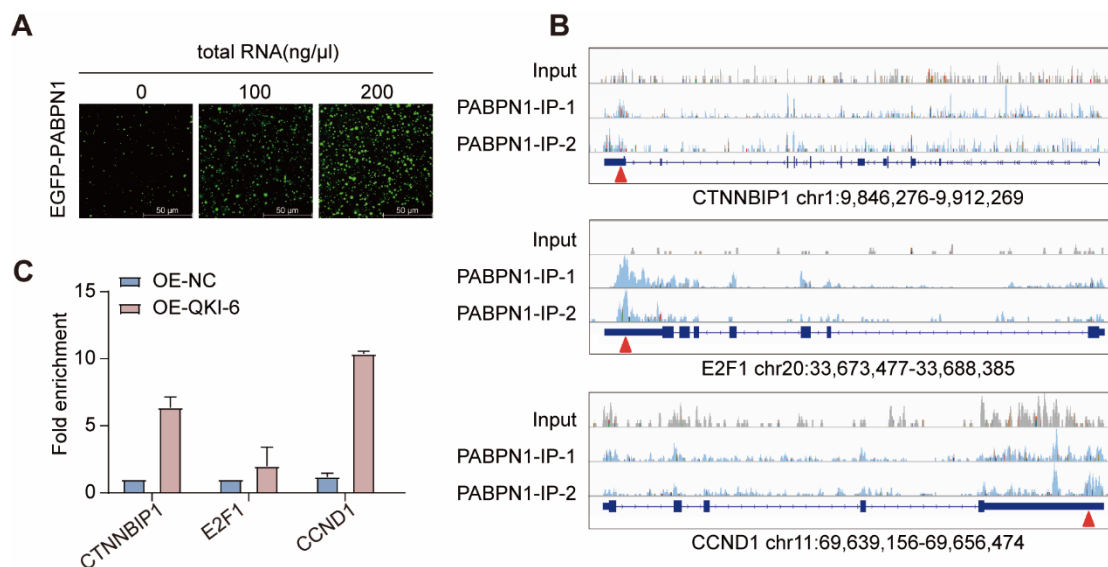 A
total RNA(ng/µl)
0 100 200
EGFP-PABPN1
50 µm 50 µm 50 µm
B
Input
PABPN1-IP-1
PABPN1-IP-2
CTNNBIP1 chr1:9,846,276-9,912,269
Input
PABPN1-IP-1
PABPN1-IP-2
E2F1 chr20:33,673,477-33,688,385
Input
PABPN1-IP-1
PABPN1-IP-2
CCND1 chr11:69,639,156-69,656,474
C
OE-NC
OE-QKI-6
Fold enrichment
15
10
5
0
CTNNBIP1
E2F1
CCND1